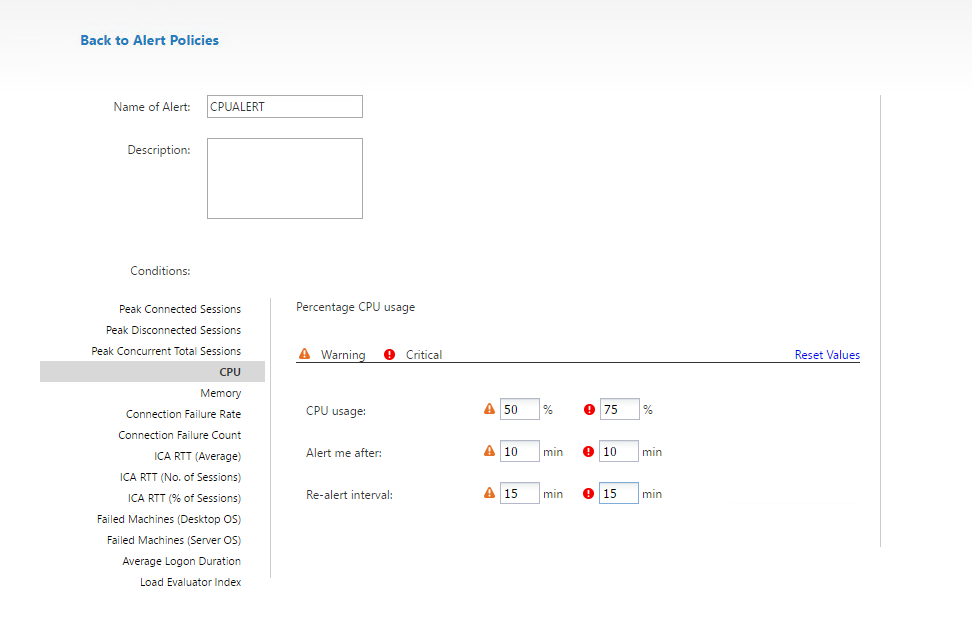 Back to Alert Policies
Name of Alert: CPUALERT
Description:
Conditions:
Peak Connected Sessions
Peak Disconnected Sessions
Peak Concurrent Total Sessions
CPU
Memory
Connection Failure Rate
Connection Failure Count
ICA RTT (Average)
ICA RTT (No. of Sessions)
ICA RTT (% of Sessions)
Failed Machines (Desktop OS)
Failed Machines (Server OS)
Average Logon Duration
Load Evaluator Index
Percentage CPU usage
Warning Critical Reset Values
CPU usage: 50 % 75 %
Alert me after: 10 min 10 min
Re-alert interval: 15 min 15 min